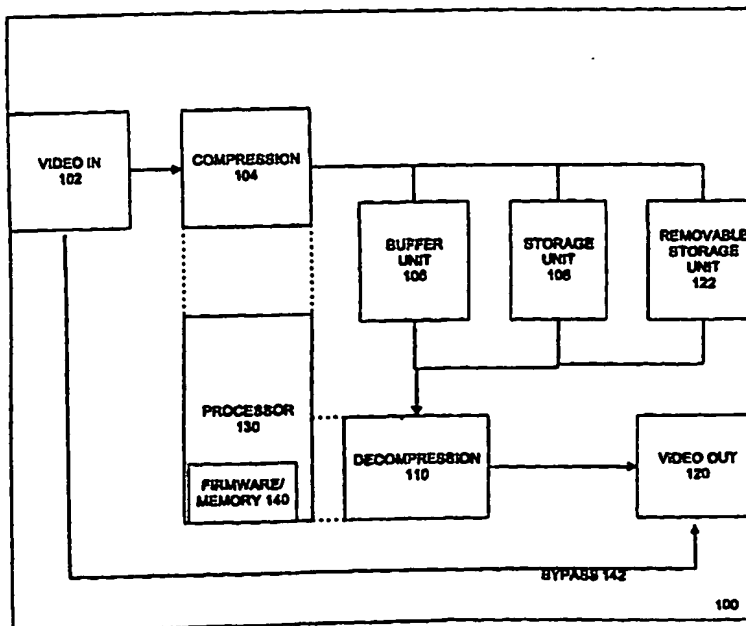 VIDEO IN
102
COMPRESSION
104
BUFFER
UNIT
106
STORAGE
UNIT
108
REMOVABLE
STORAGE
UNIT
122
PROCESSOR
130
FIRMWARE/
MEMORY 140
DECOMPRESSION
110
VIDEO OUT
120
BYPASS 142
100